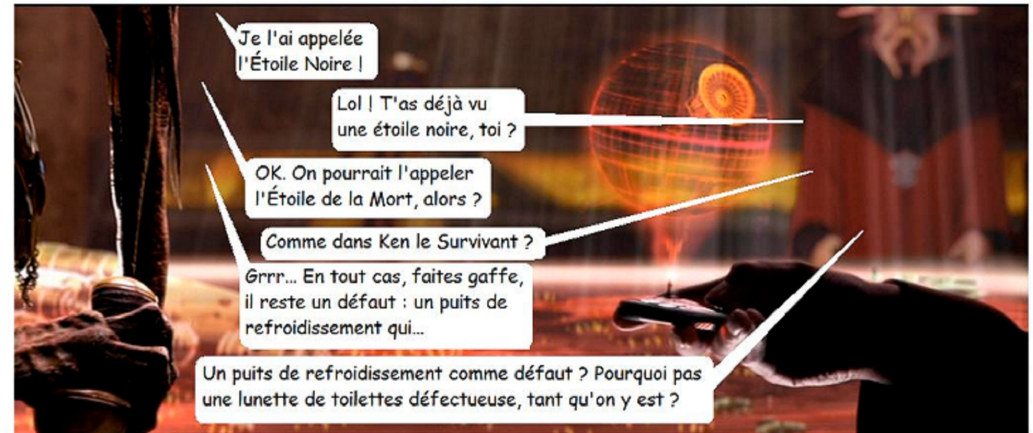 Je l'ai appelée
l'Étoile Noire !
Lol ! T'as déjà vu
une étoile noire, toi ?
OK. On pourrait l'appeler
l'Étoile de la Mort, alors ?
Comme dans Ken le Survivant ?
Grrr... En tout cas, faites gaffe,
il reste un défaut : un puits de
refroidissement qui...
Un puits de refroidissement comme défaut ? Pourquoi pas
une lunette de toilettes défectueuse, tant qu'on y est ?